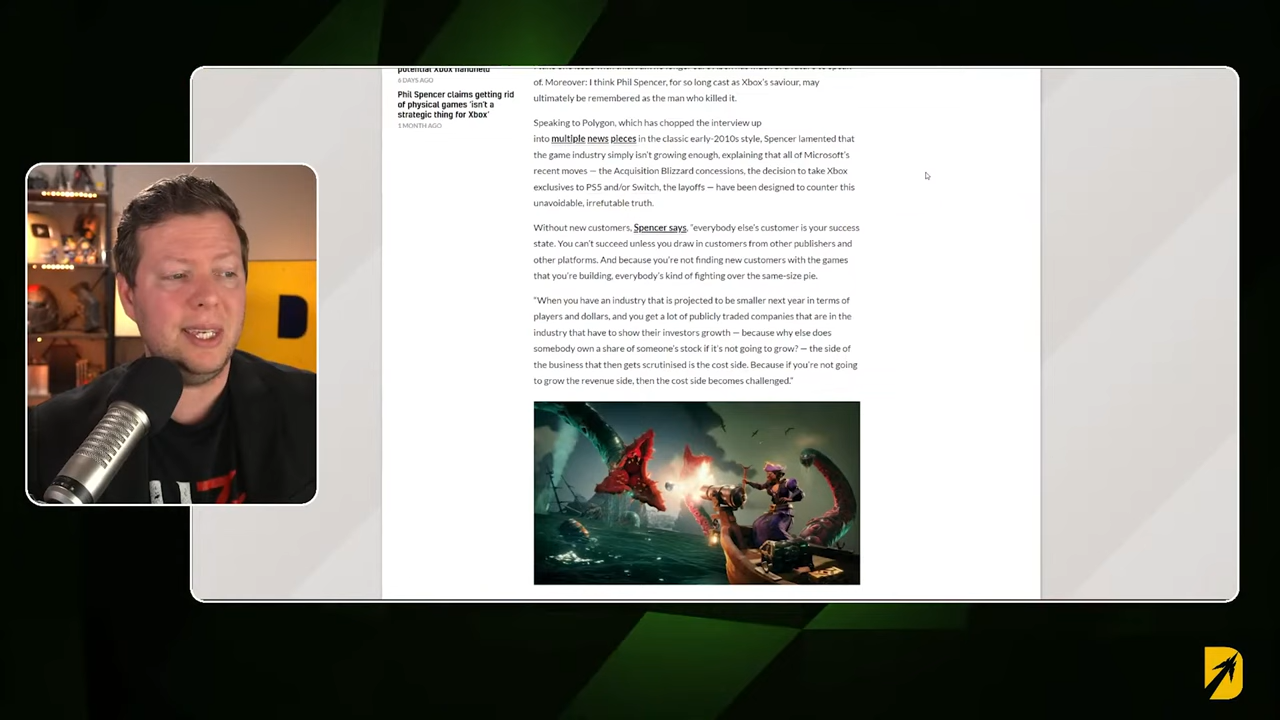 potential Xbox handheld
6 DAYS AGO
Phil Spencer claims getting rid
of physical games 'isn't a
strategic thing for Xbox'
1 MONTH AGO
of. Moreover: I think Phil Spencer, for so long cast as Xbox's saviour, may
ultimately be remembered as the man who killed it.
Speaking to Polygon, which has chopped the interview up
into multiple news pieces in the classic early-2010s style, Spencer lamented that
the game industry simply isn't growing enough, explaining that all of Microsoft's
recent moves — the Acquisition Blizzard concessions, the decision to take Xbox
exclusives to PS5 and/or Switch, the layoffs — have been designed to counter this
unavoidable, irrefutable truth.
Without new customers, Spencer says, "everybody else's customer is your success
state. You can't succeed unless you draw in customers from other publishers and
other platforms. And because you're not finding new customers with the games
that you're building, everybody's kind of fighting over the same-size pie.
"When you have an industry that is projected to be smaller next year in terms of
players and dollars, and you get a lot of publicly traded companies that are in the
industry that have to show their investors growth — because why else does
somebody own a share of someone's stock if it's not going to grow? — the side of
the business that then gets scrutinised is the cost side. Because if you're not going
to grow the revenue side, then the cost side becomes challenged."